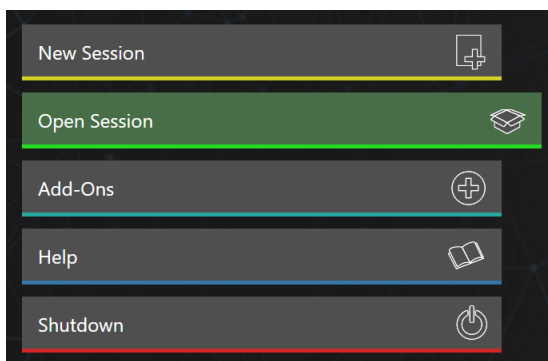 New Session
Open Session
Add-Ons
Help
Shutdown